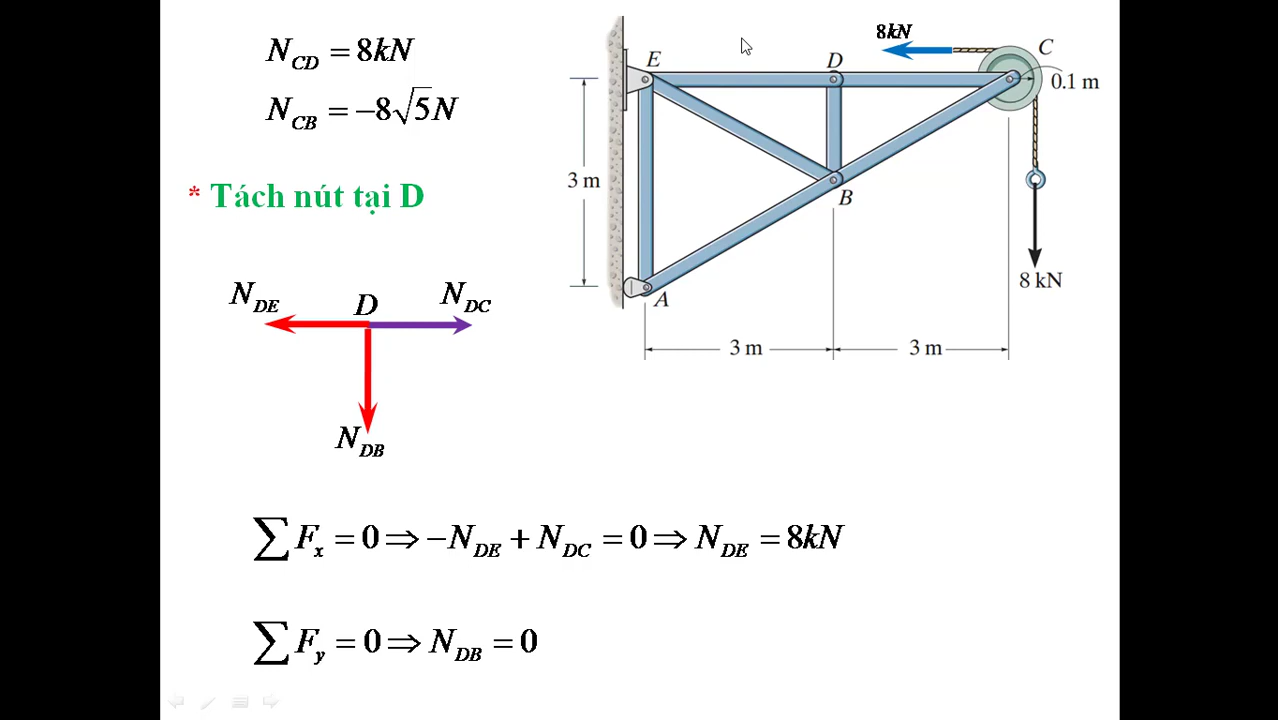 N_CD = 8kN
N_CB = −8√5N
* Tách nút tại D
N_DE D N_DC
N_DB
8kN
C
E D
0.1 m
3 m
B
8 kN
A
3 m 3 m
∑F_x = 0 ⇒ −N_DE + N_DC = 0 ⇒ N_DE = 8kN
∑F_y = 0 ⇒ N_DB = 0